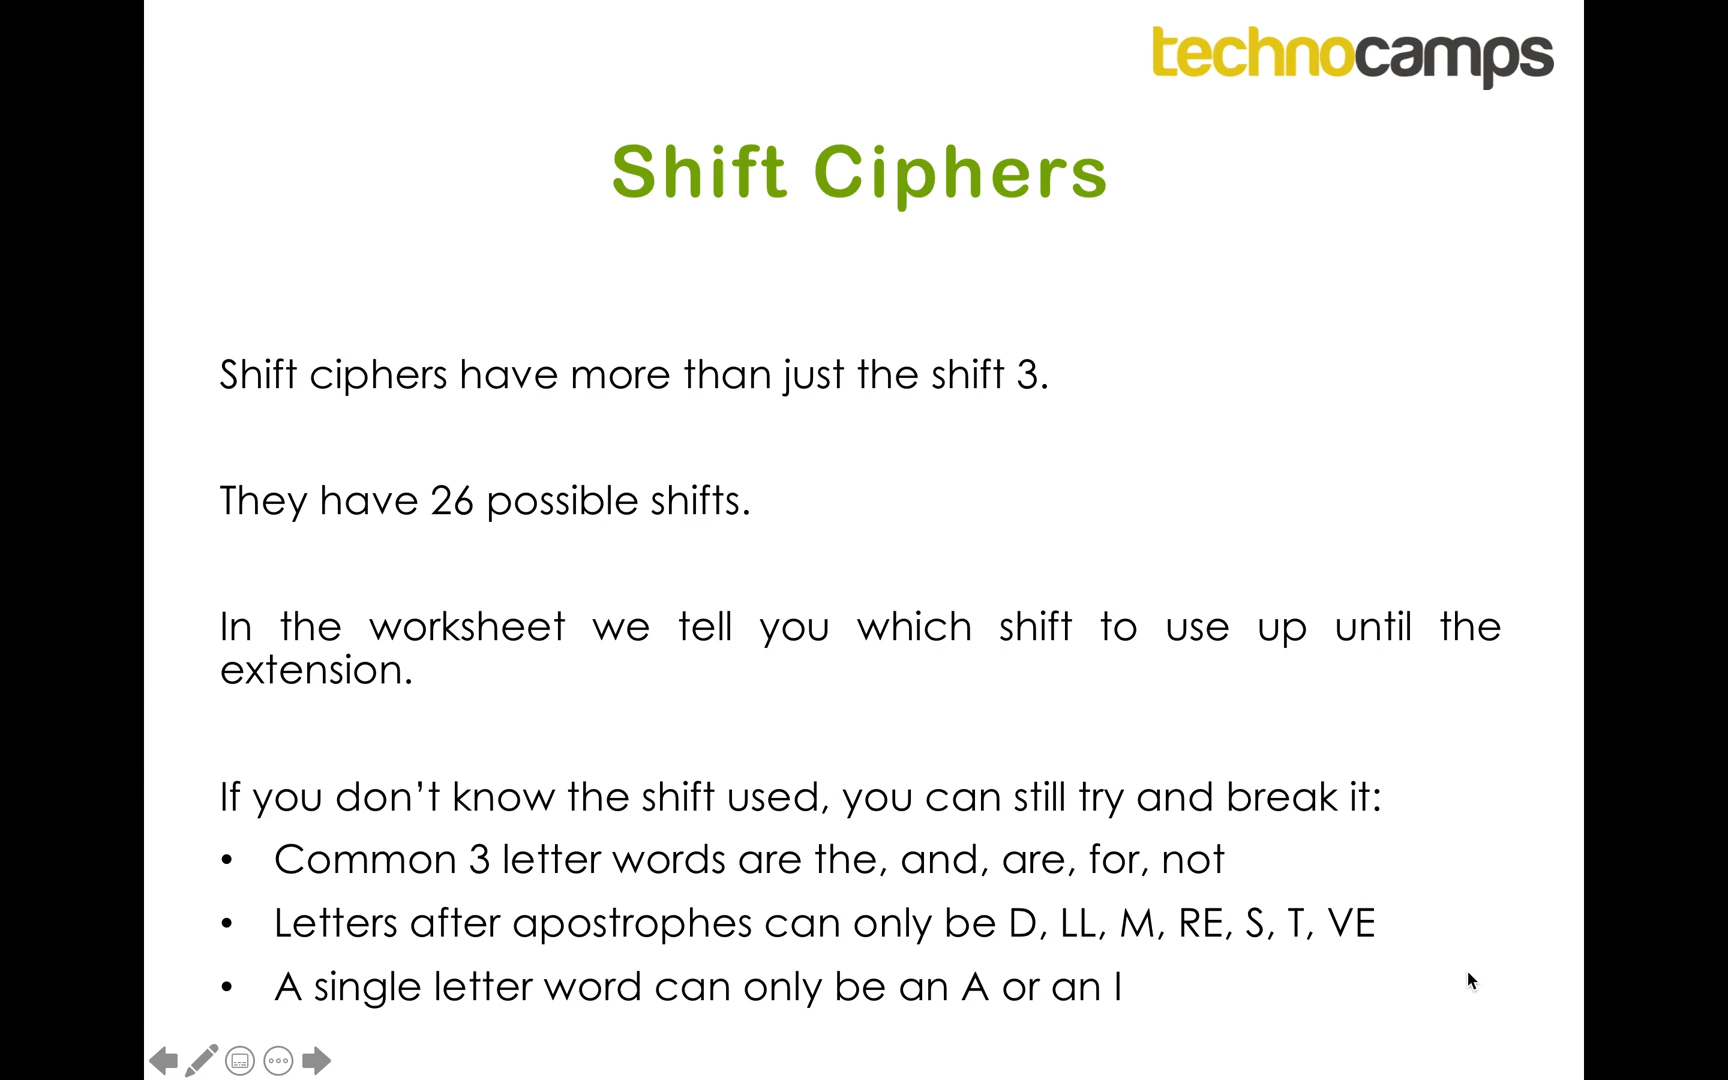 technocamps
Shift Ciphers
Shift ciphers have more than just the shift 3.
They have 26 possible shifts.
In the worksheet we tell you which shift to use up until the
extension.
If you don’t know the shift used, you can still try and break it:
• Common 3 letter words are the, and, are, for, not
• Letters after apostrophes can only be D, LL, M, RE, S, T, VE
• A single letter word can only be an A or an I